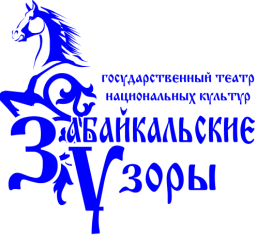 государственный театр
национальных культур
Забайкальские
Узоры